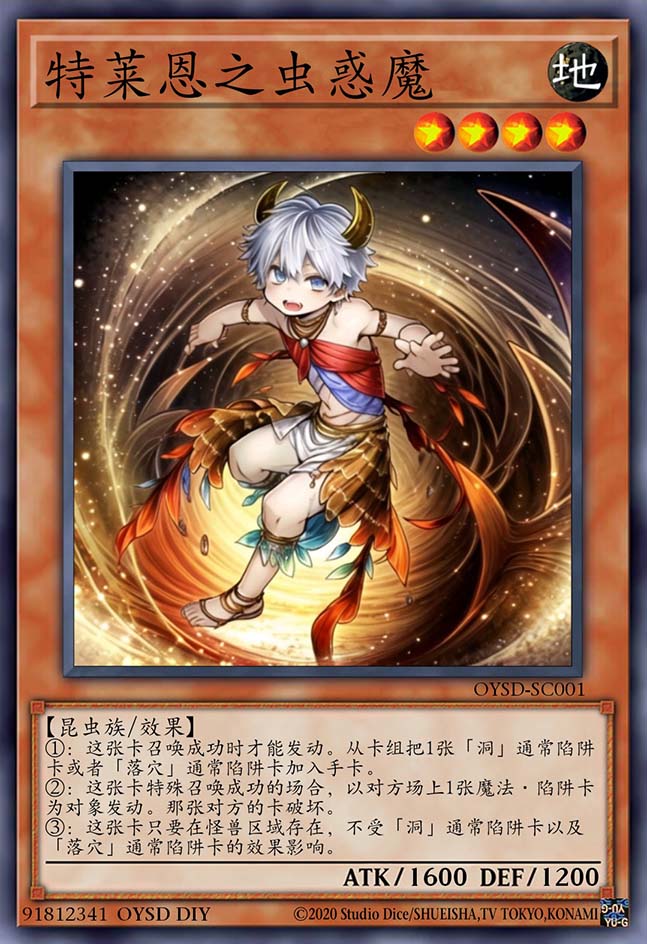 特莱恩之虫惑魔
地
OYSD-SC001
【昆虫族/效果】
①：这张卡召唤成功时才能发动。从卡组把1张「洞」通常陷阱
卡或者「落穴」通常陷阱卡加入手卡。
②：这张卡特殊召唤成功的场合，以对方场上1张魔法·陷阱卡
为对象发动。那张对方的卡破坏。
③：这张卡只要在怪兽区域存在，不受「洞」通常陷阱卡以及
「落穴」通常陷阱卡的效果影响。
ATK/1600 DEF/1200
91812341 OYSD DIY ©2020 Studio Dice/SHUEISHA,TV TOKYO,KONAMI
YU-G